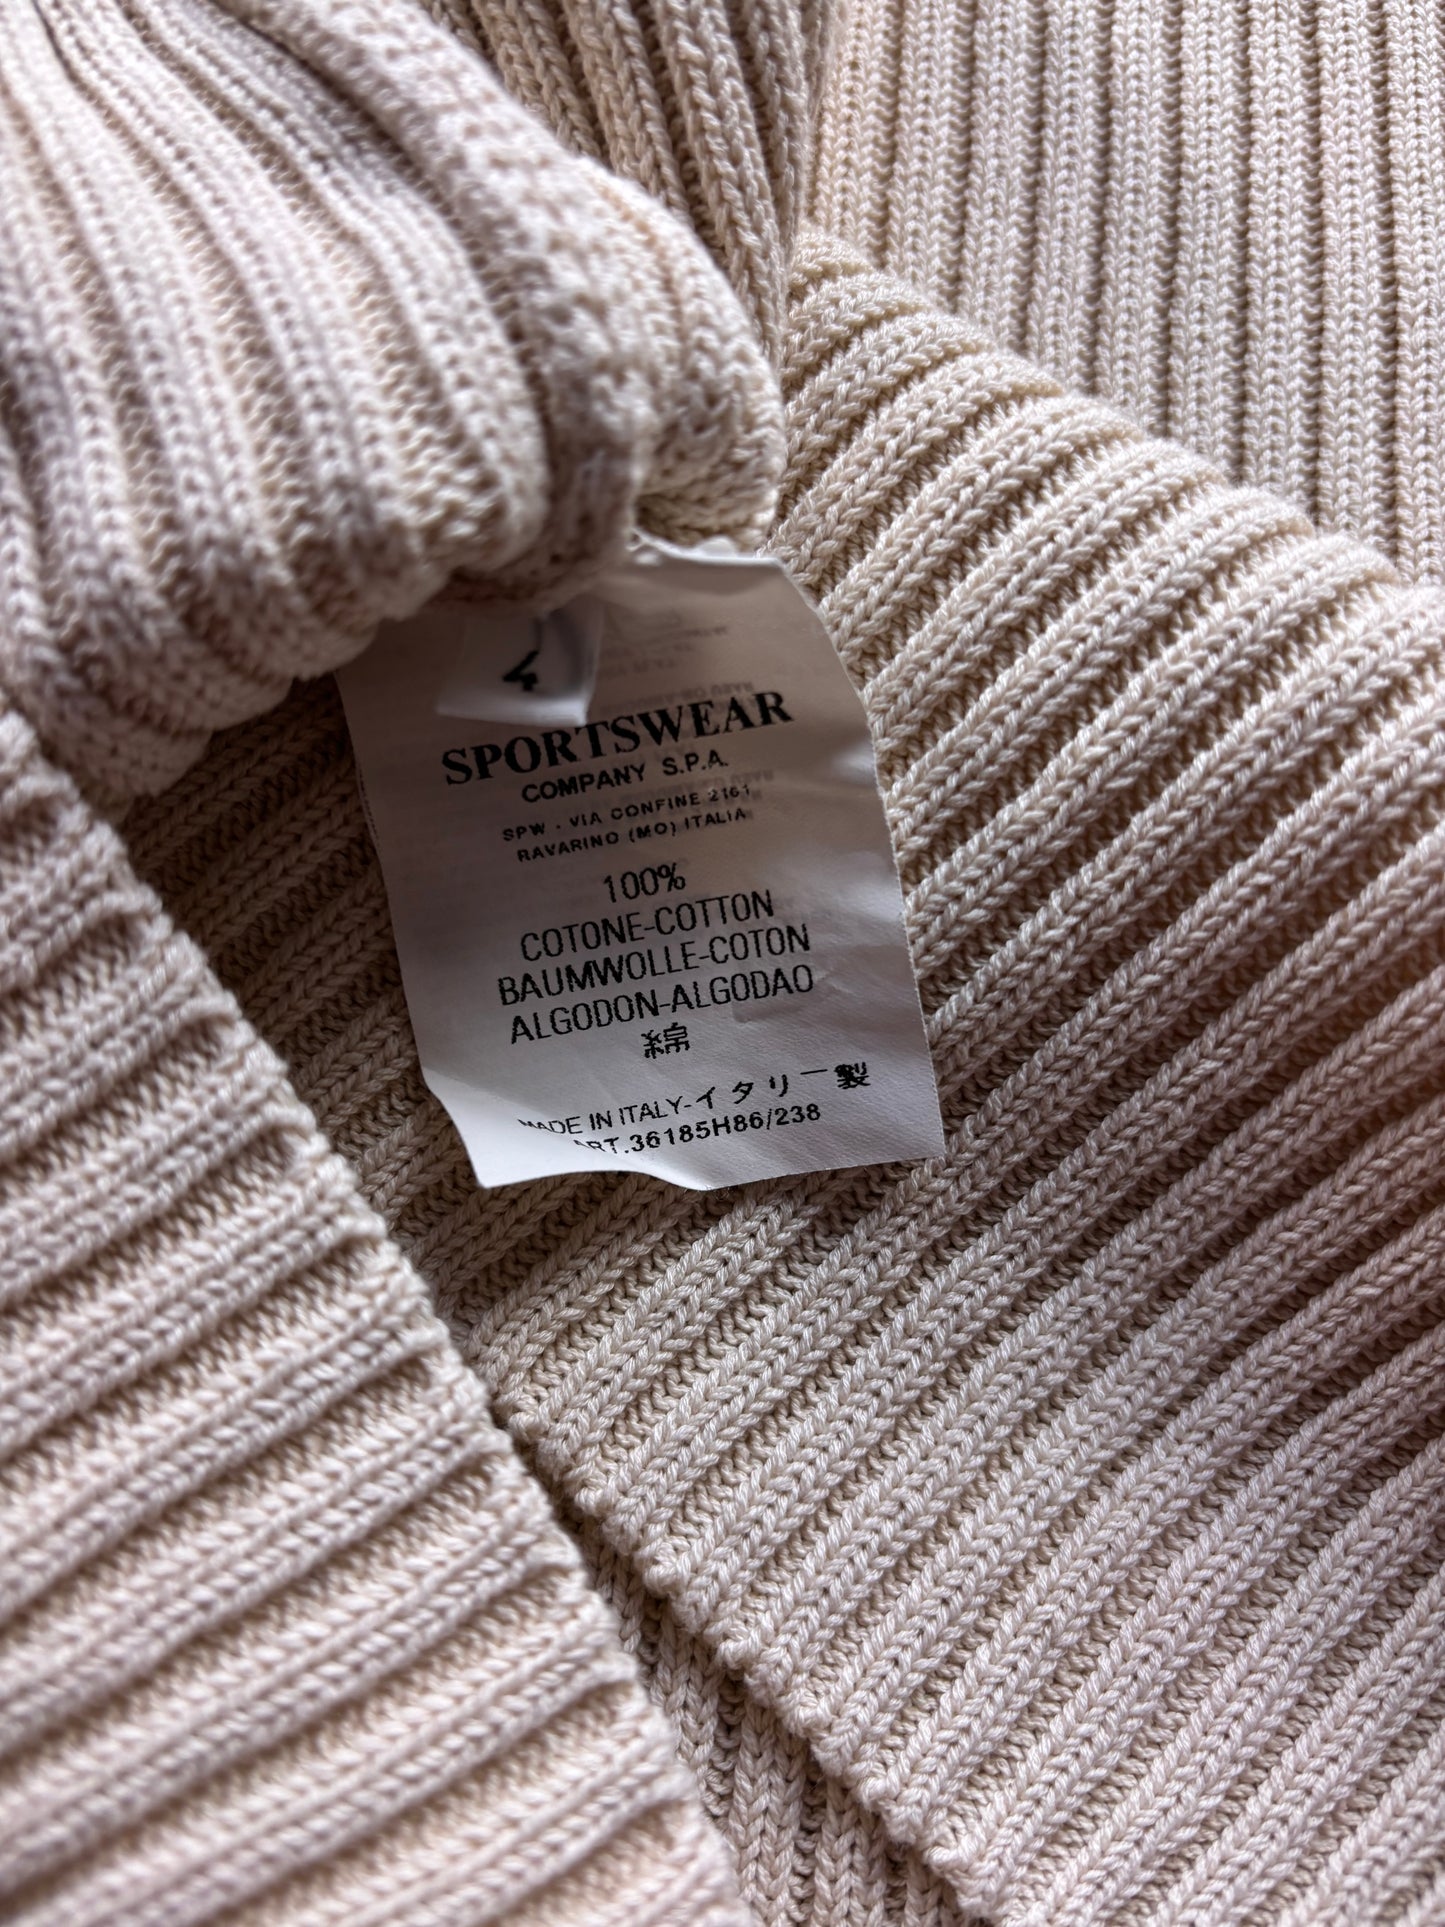 4
SPORTSWEAR
COMPANY S.P.A.
SPW - VIA CONFINE 2161
RAVARINO (MO) ITALIA
100%
COTONE-COTTON
BAUMWOLLE-COTON
ALGODON-ALGODAO
綿
MADE IN ITALY-イタリー製
ART.36185H86/238